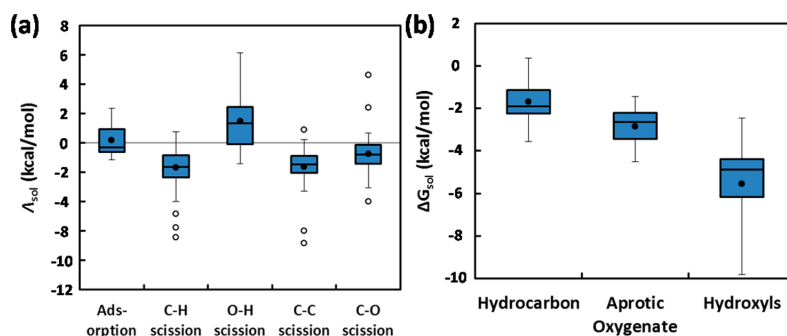 (a)
8
6
4
2
0
-2
-4
-6
-8
-10
-12
Λsol (kcal/mol)
Ads-
orption
C-H
scission
O-H
scission
C-C
scission
C-O
scission
(b)
2
0
-2
-4
-6
-8
-10
ΔGsol (kcal/mol)
Hydrocarbon
Aprotic
Oxygenate
Hydroxyls